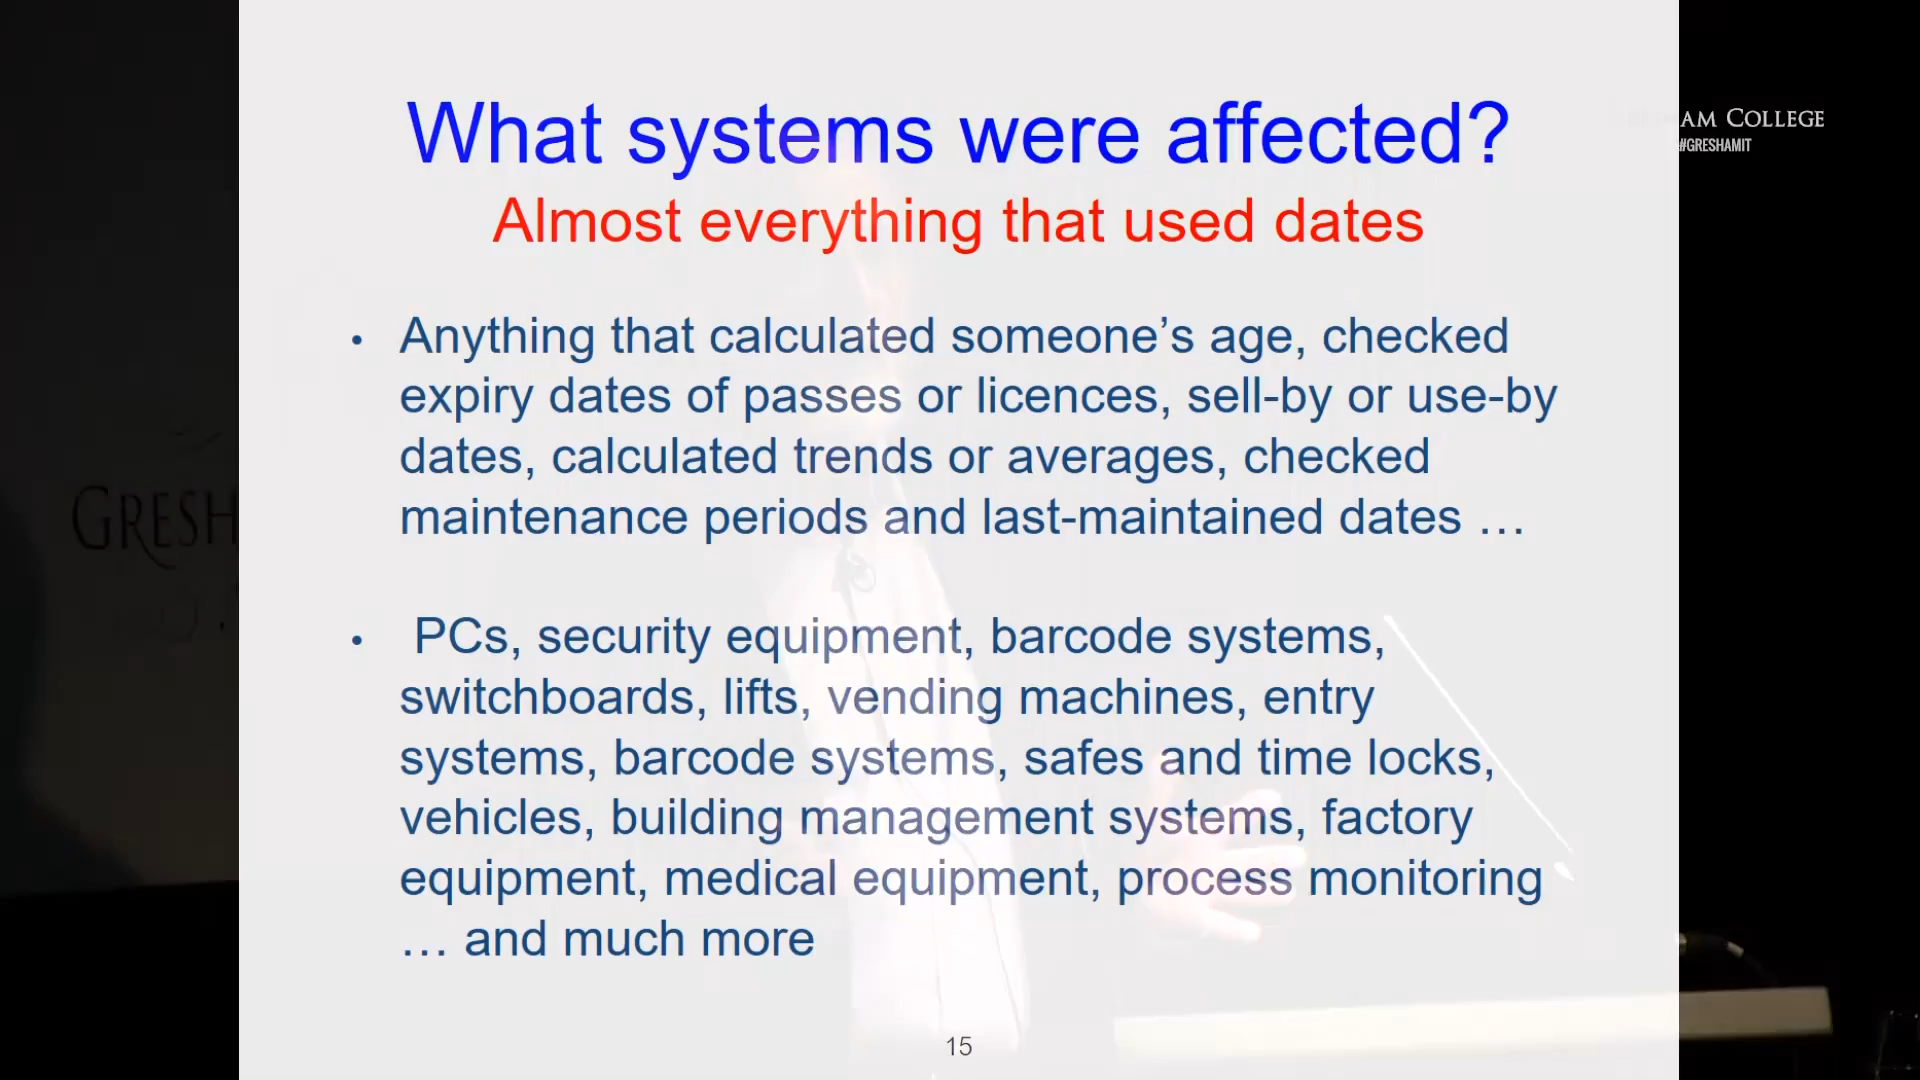 What systems were affected?
Almost everything that used dates
AM COLLEGE
#GRESHAMIT
• Anything that calculated someone’s age, checked
expiry dates of passes or licences, sell-by or use-by
dates, calculated trends or averages, checked
maintenance periods and last-maintained dates …
GRESH
• PCs, security equipment, barcode systems,
switchboards, lifts, vending machines, entry
systems, barcode systems, safes and time locks,
vehicles, building management systems, factory
equipment, medical equipment, process monitoring
… and much more
15